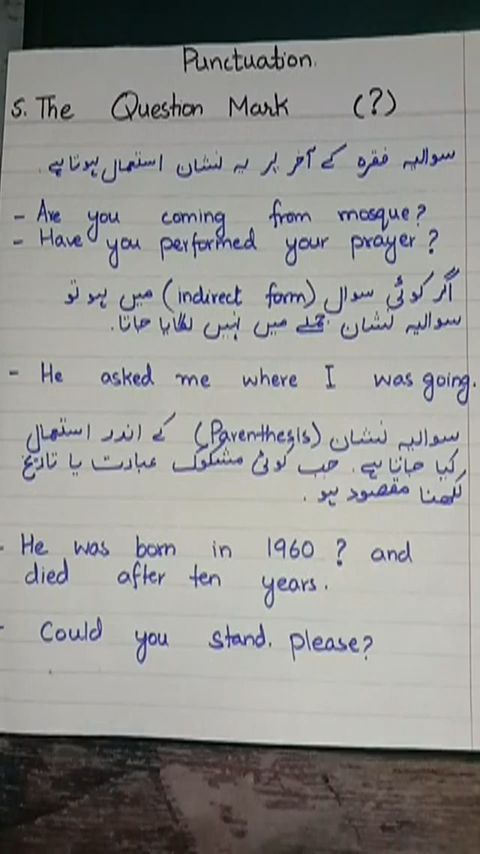 Punctuation.
5. The Question Mark (?)
سوالیہ فقرہ کے آخر پر یہ نشان استعمال ہوتا ہے۔
- Are you coming from mosque?
- Have you performed your prayer?
اگر کوئی سوال (indirect form) میں ہو تو
سوالیہ نشان جملے میں نہیں لگایا جاتا.
- He asked me where I was going.
سوالیہ نشان (Parenthesis) کے اندر استعمال
کیا جاتا ہے. جب کوئی مشکوک عبارت یا تاریخ
لکھنا مقصود ہو.
- He was born in 1960 ? and
died after ten years.
- Could you stand. please?